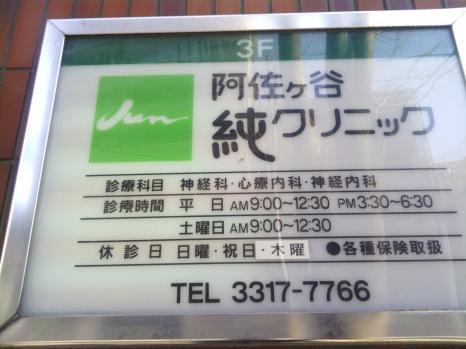 3F
Jun
阿佐ヶ谷
純クリニック
診療科目 神経科・心療内科・神経内科
診療時間 平日 AM9:00~12:30 PM3:30~6:30
土曜日 AM9:00~12:30
休診日 日曜・祝日・木曜 ●各種保険取扱
TEL 3317-7766